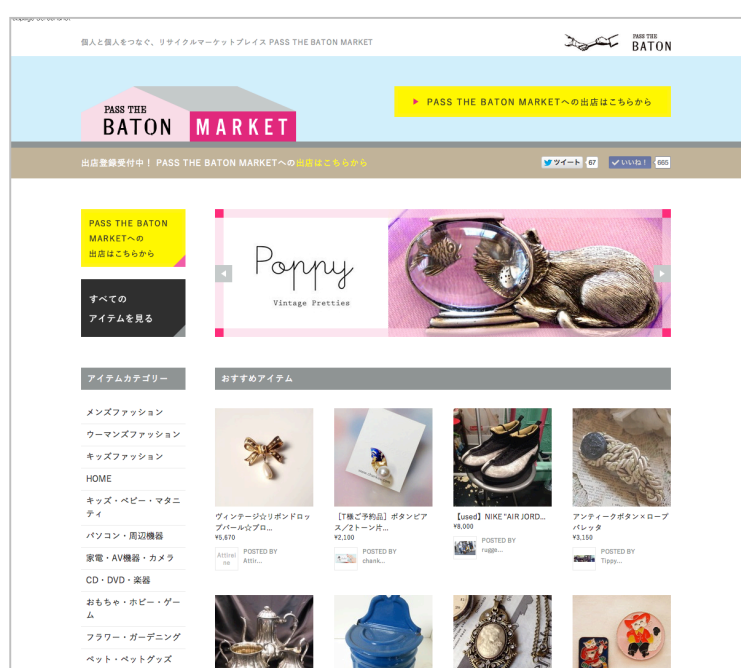 個人と個人をつなぐ、リサイクルマーケットプレイス PASS THE BATON MARKET
PASS THE
BATON
PASS THE
BATON MARKET
PASS THE BATON MARKETへの出店はこちらから
出店登録受付中！ PASS THE BATON MARKETへの出店はこちらから
ツイート 67 いいね！ 665
PASS THE BATON
MARKETへの
出店はこちらから
すべての
アイテムを見る
Poppy
Vintage Pretties
アイテムカテゴリー
メンズファッション
ウーマンズファッション
キッズファッション
HOME
キッズ・ベビー・マタニ
ティ
パソコン・周辺機器
家電・AV機器・カメラ
CD・DVD・楽器
おもちゃ・ホビー・ゲー
ム
フラワー・ガーデニング
ペット・ペットグッズ
おすすめアイテム
ヴィンテージ☆リボンドロッ
プパール☆ブロ...
¥5,670
Attirei
ne
POSTED BY
Attir...
［T様ご予約品］ボタンピア
ス／2トーン片...
¥2,100
POSTED BY
chank...
【used】NIKE "AIR JORD...
¥8,000
POSTED BY
rugge...
アンティークボタン×ロープ
バレッタ
¥3,150
POSTED BY
Tippy...